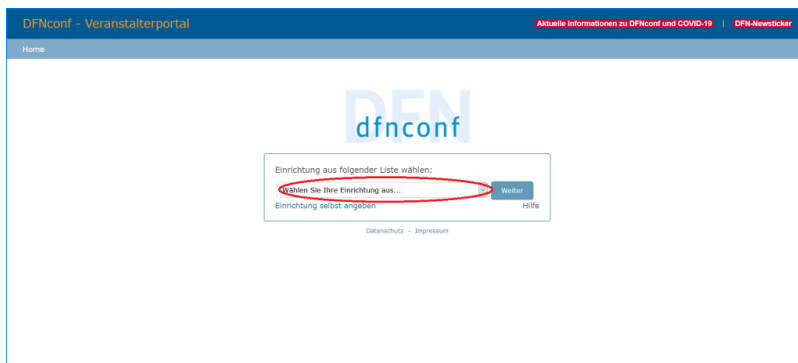 DFNconf - Veranstalterportal
Aktuelle Informationen zu DFNconf und COVID-19 | DFN-Newsticker
Home
DFN
dfnconf
Einrichtung aus folgender Liste wählen:
Wählen Sie Ihre Einrichtung aus...
Weiter
Einrichtung selbst angeben
Hilfe
Datenschutz - Impressum